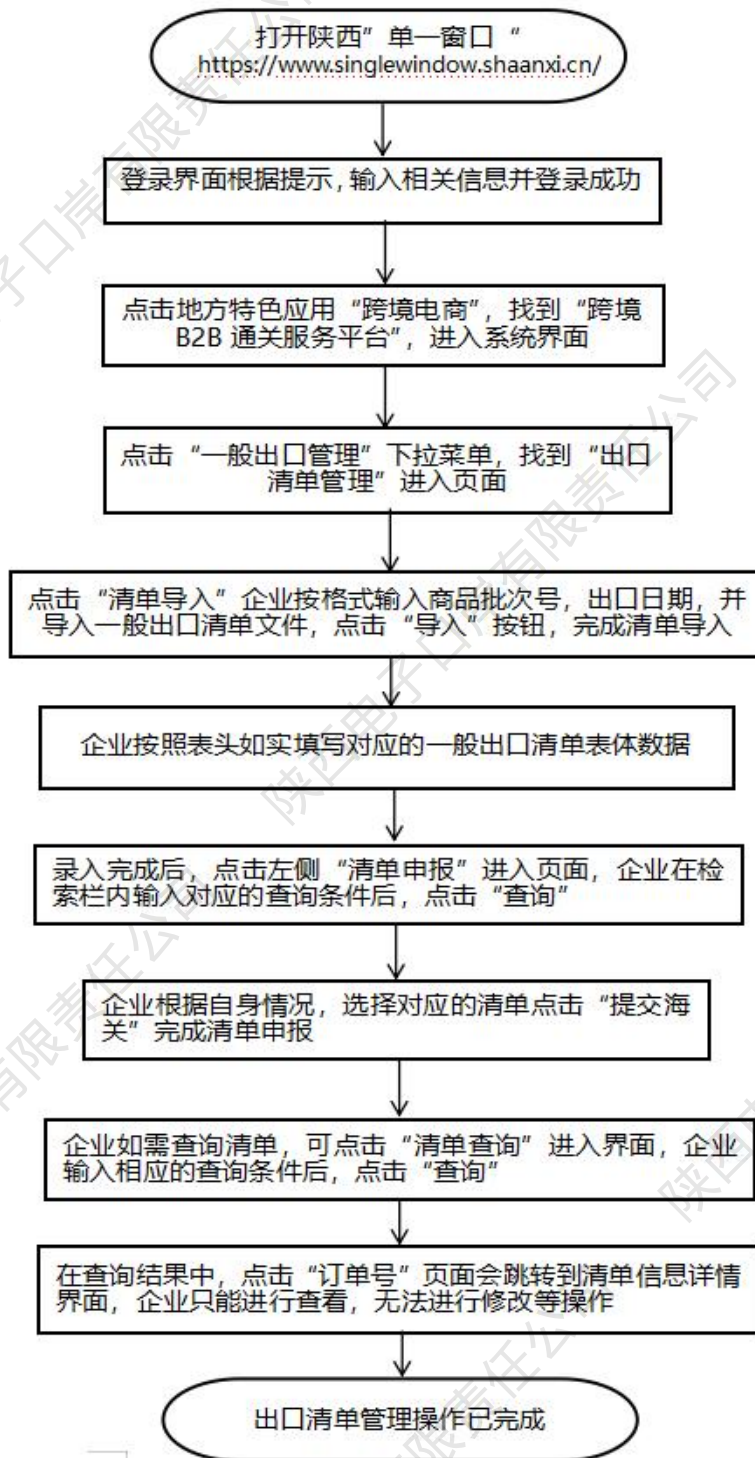 打开陕西”单一窗口“
https://www.singlewindow.shaanxi.cn/
登录界面根据提示，输入相关信息并登录成功
点击地方特色应用“跨境电商”，找到“跨境
B2B 通关服务平台”，进入系统界面
点击“一般出口管理”下拉菜单，找到“出口
清单管理”进入页面
点击“清单导入”企业按格式输入商品批次号，出口日期，并
导入一般出口清单文件，点击“导入”按钮，完成清单导入
企业按照表头如实填写对应的一般出口清单表体数据
录入完成后，点击左侧“清单申报”进入页面，企业在检
索栏内输入对应的查询条件后，点击“查询”
企业根据自身情况，选择对应的清单点击“提交海
关”完成清单申报
企业如需查询清单，可点击“清单查询”进入界面，企业
输入相应的查询条件后，点击“查询”
在查询结果中，点击“订单号”页面会跳转到清单信息详情
界面，企业只能进行查看，无法进行修改等操作
出口清单管理操作已完成
陕西电子口岸有限责任公司